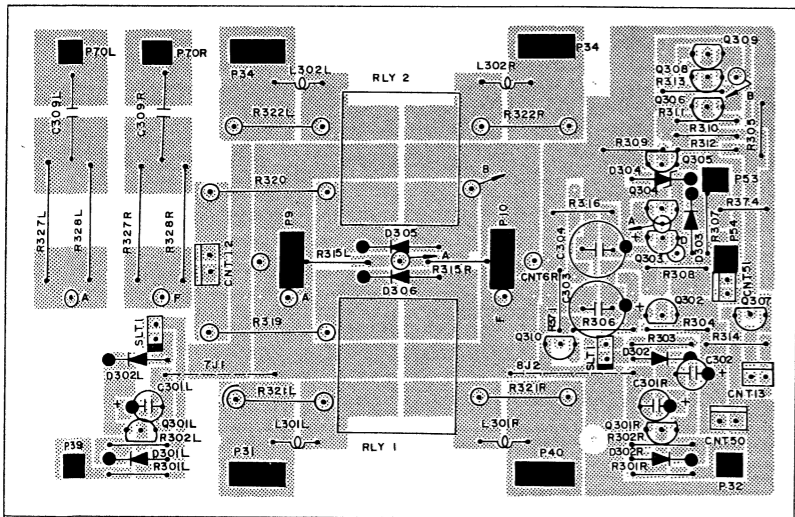 P70L
P70R
P34
P34
Q309
L302L
RLY 2
L302R
Q308
R313
B
C309L
C309R
Q306
R322L
R322R
R311
R310
R305
R309
R312
Q305
D304
P53
R320
B
Q304
R316
R374
R327L
R328L
R327R
R328R
CNT12
P9
D305
P10
C304
A
D303
R307
P54
R315L
A
Q303
R315R
CNT6R
R308
CNT51
D306
C303
A
F
A
F
Q302
Q307
R371
R306
R304
SLT1
R319
Q310
R303
R314
SLT1
D302
D302L
7J1
8J2
C302
C301L
R321L
R321R
C301R
CNT13
Q301L
L301L
L301R
Q301R
R302L
RLY 1
R302R
CNT50
P39
D301L
P31
P40
D302R
R301L
R301R
P32